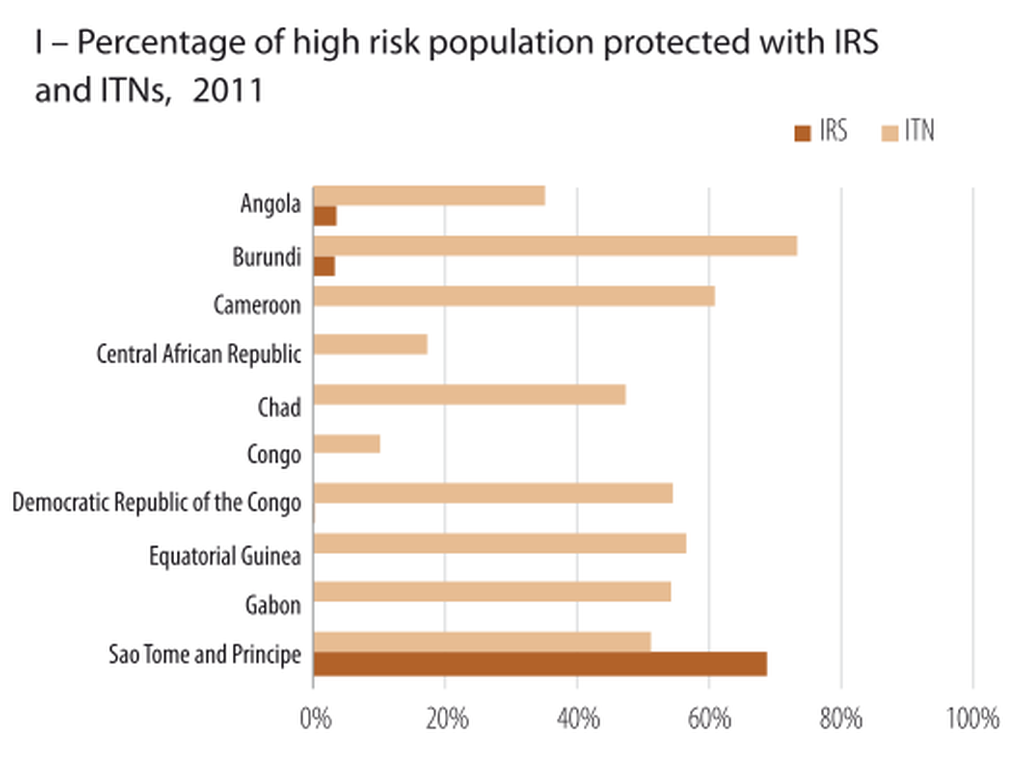 I – Percentage of high risk population protected with IRS
and ITNs, 2011
IRS ITN
Angola
Burundi
Cameroon
Central African Republic
Chad
Congo
Democratic Republic of the Congo
Equatorial Guinea
Gabon
Sao Tome and Principe
0% 20% 40% 60% 80% 100%